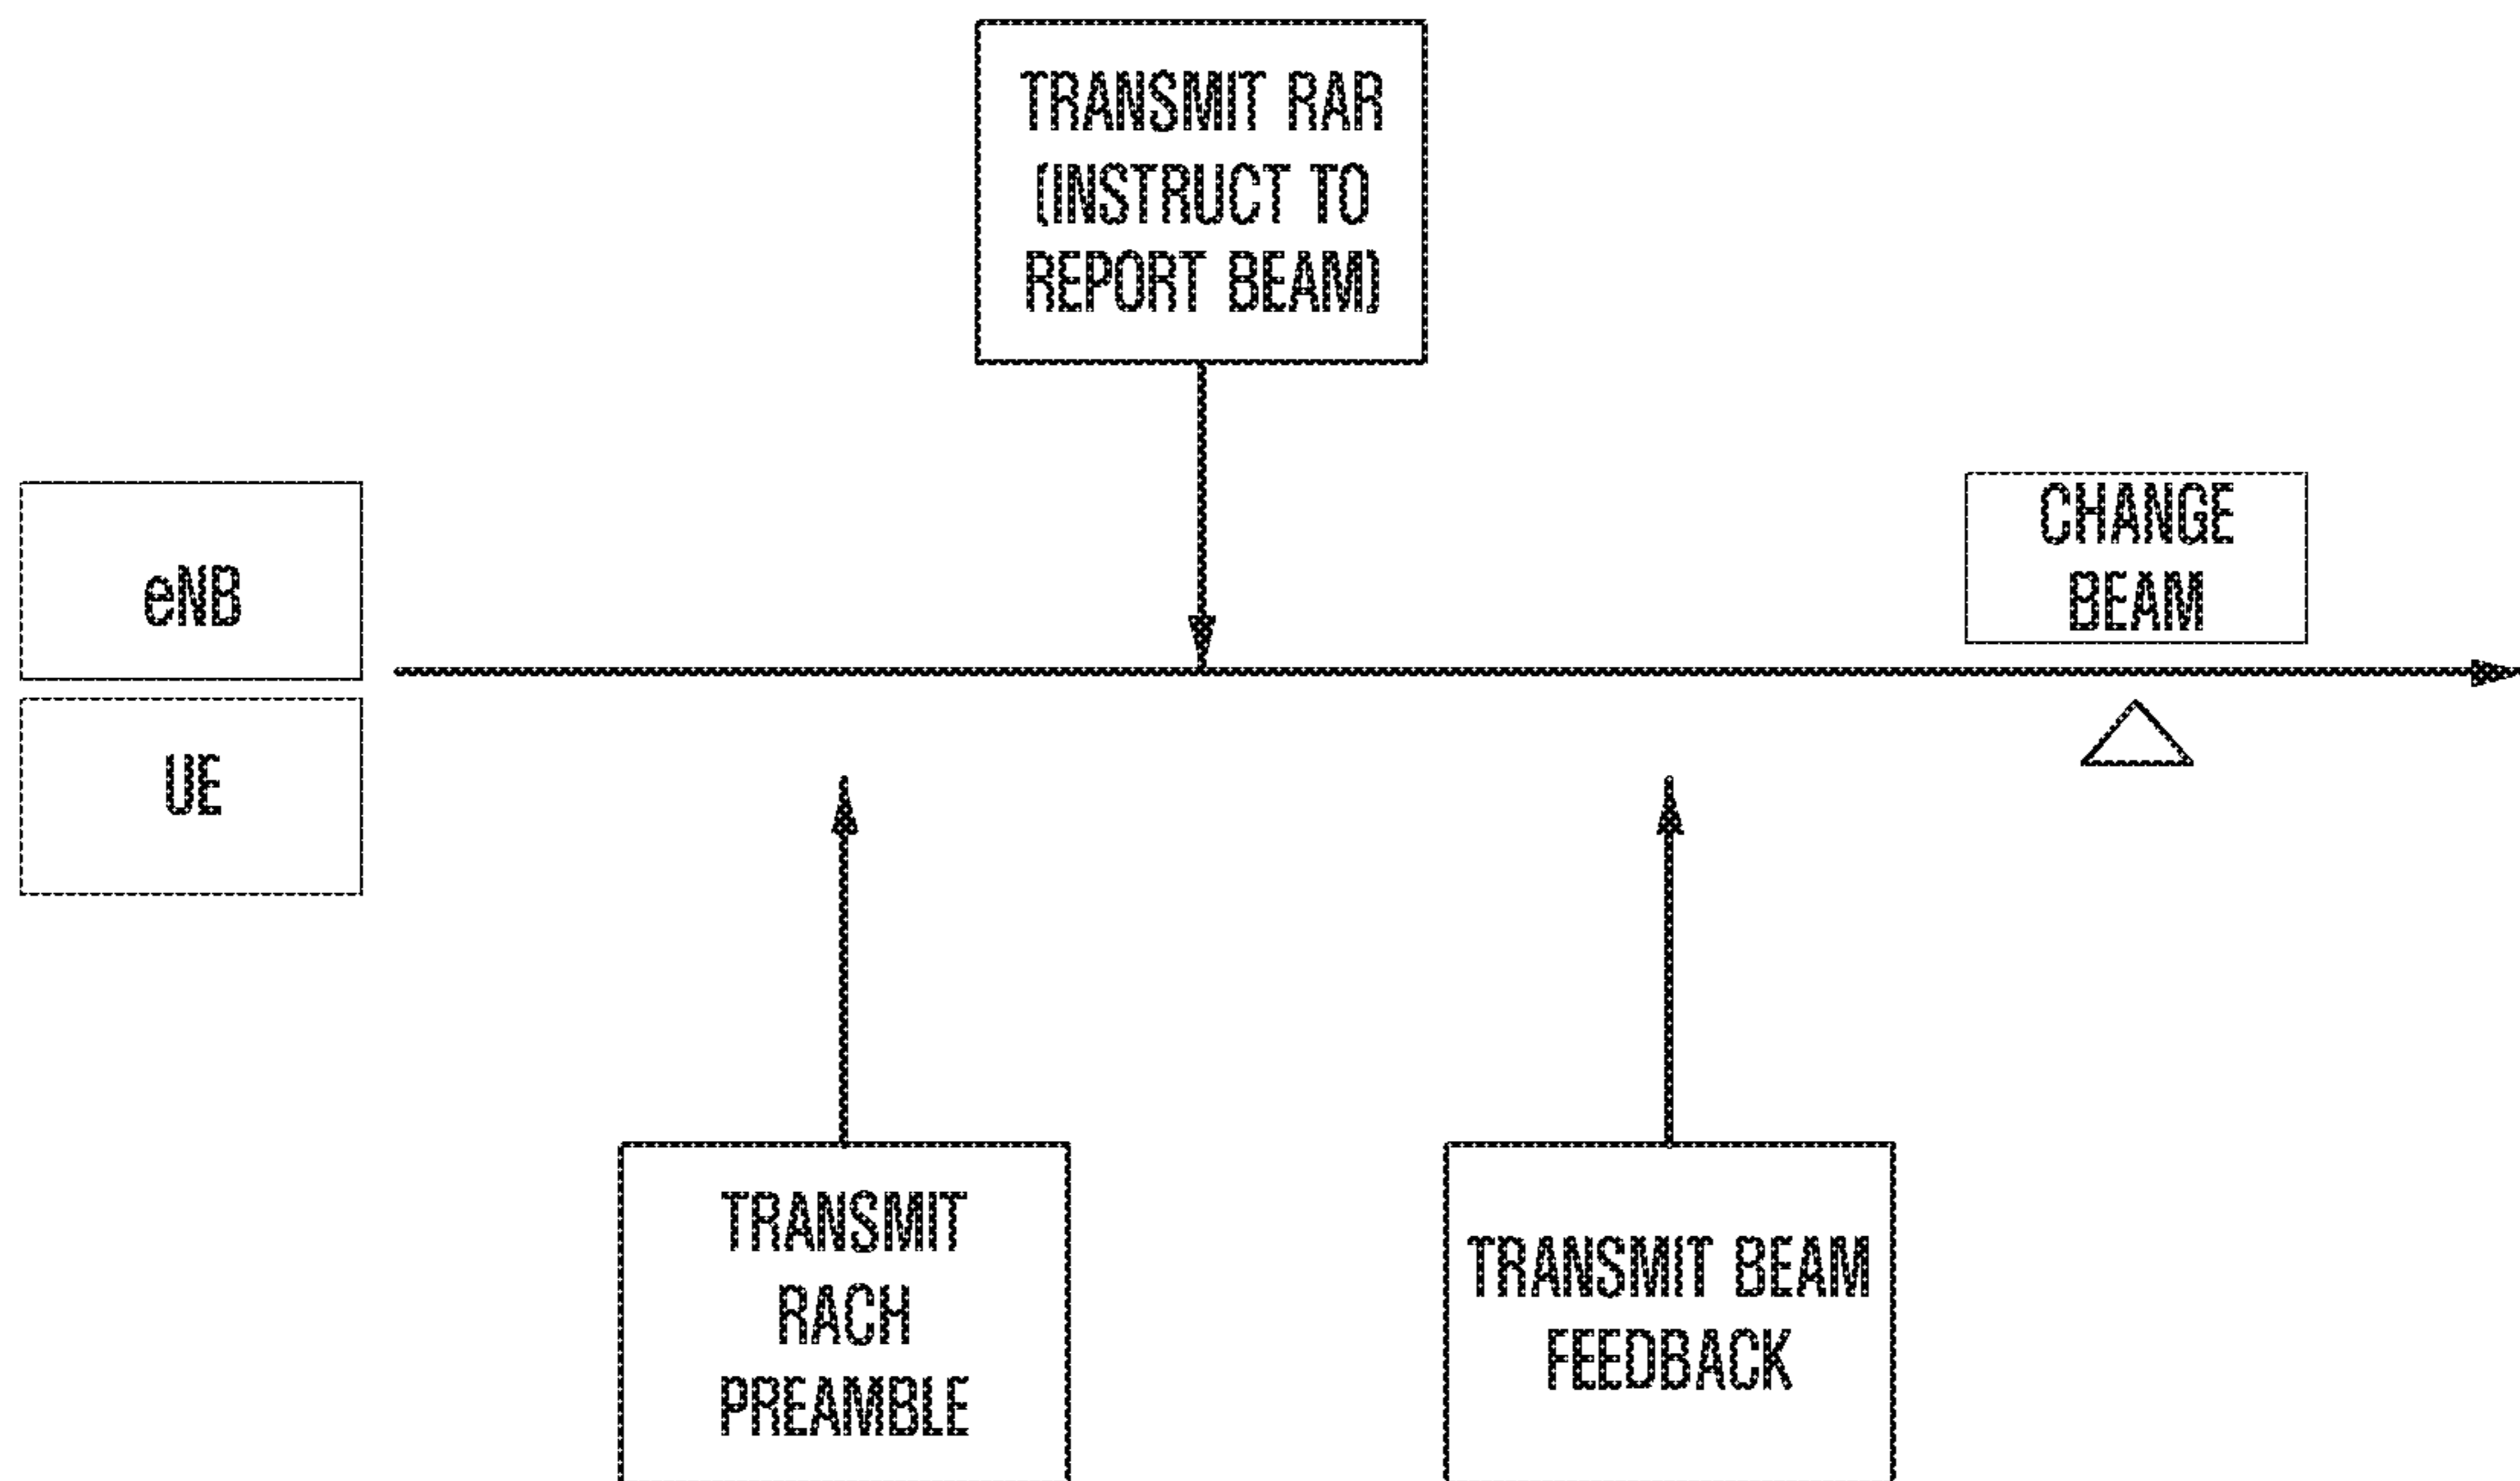 TRANSMIT RAR
(INSTRUCT TO
REPORT BEAM)
eNB
CHANGE
BEAM
UE
TRANSMIT
RACH
PREAMBLE
TRANSMIT BEAM
FEEDBACK